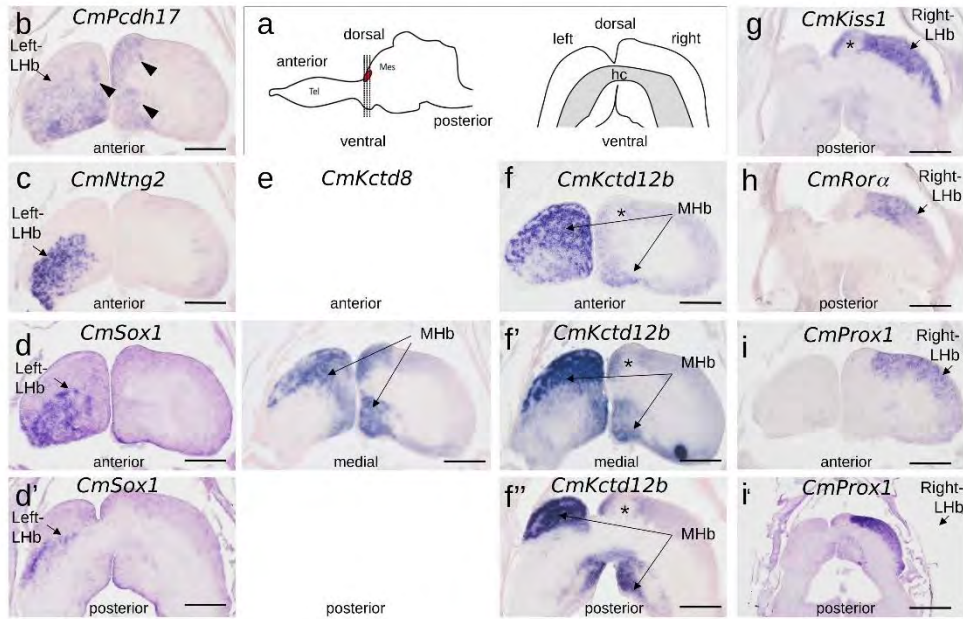 b CmPcdh17
Left-
LHb
anterior
a
dorsal
anterior
Mes
Tel
posterior
ventral
dorsal
left
right
hc
ventral
g CmKiss1 Right-
LHb
*
posterior
c CmNtng2
Left-
LHb
anterior
e CmKctd8
anterior
f CmKctd12b
MHb
*
anterior
h CmRorα Right-
LHb
posterior
d CmSox1
Left-
LHb
anterior
MHb
medial
f' CmKctd12b
MHb
*
medial
i CmProx1 Right-
LHb
anterior
d' CmSox1
Left-
LHb
posterior
posterior
f'' CmKctd12b
MHb
*
posterior
i' CmProx1 Right-
LHb
posterior